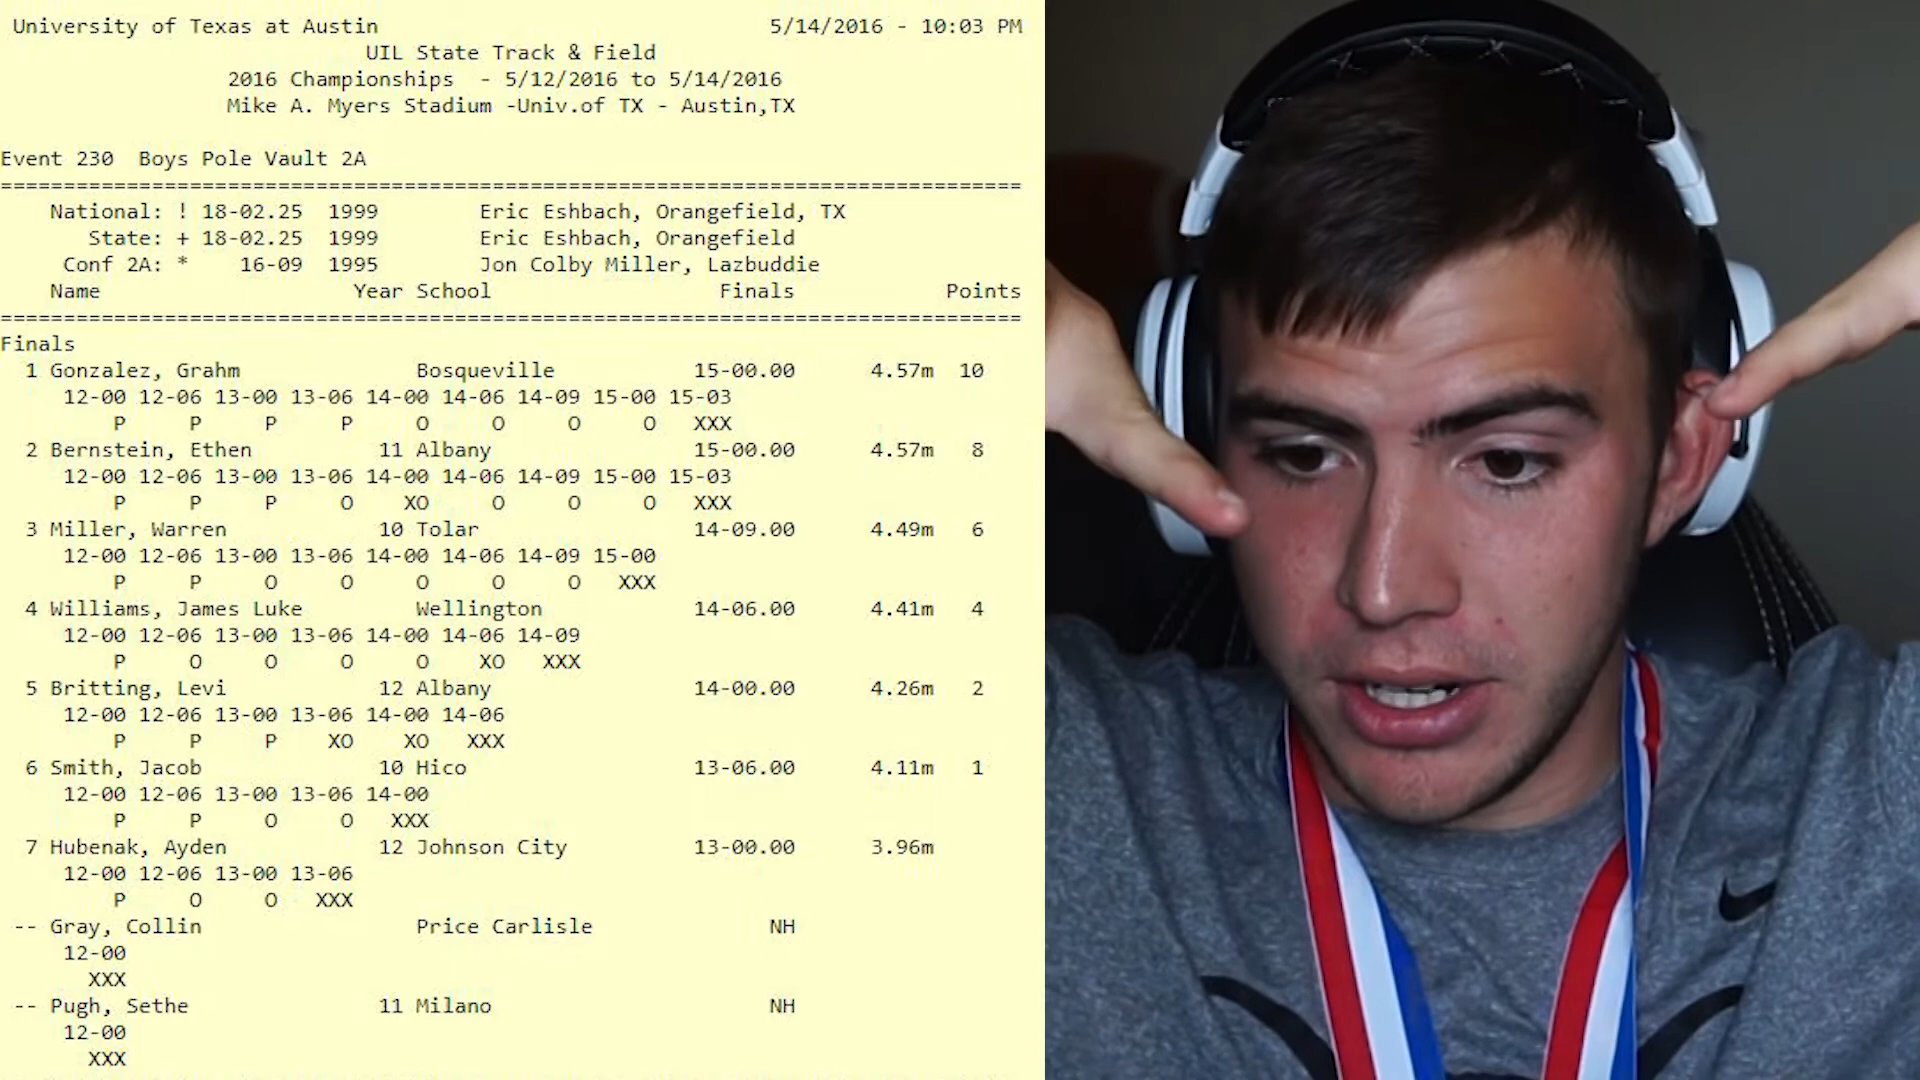 University of Texas at Austin 5/14/2016 - 10:03 PM
UIL State Track & Field
2016 Championships - 5/12/2016 to 5/14/2016
Mike A. Myers Stadium -Univ.of TX - Austin,TX
Event 230 Boys Pole Vault 2A
=================================================================================
National: ! 18-02.25 1999 Eric Eshbach, Orangefield, TX
State: + 18-02.25 1999 Eric Eshbach, Orangefield
Conf 2A: * 16-09 1995 Jon Colby Miller, Lazbuddie
Name Year School Finals Points
=================================================================================
Finals
1 Gonzalez, Grahm Bosqueville 15-00.00 4.57m 10
12-00 12-06 13-00 13-06 14-00 14-06 14-09 15-00 15-03
P P P P O O O O XXX
2 Bernstein, Ethen 11 Albany 15-00.00 4.57m 8
12-00 12-06 13-00 13-06 14-00 14-06 14-09 15-00 15-03
P P P O XO O O O XXX
3 Miller, Warren 10 Tolar 14-09.00 4.49m 6
12-00 12-06 13-00 13-06 14-00 14-06 14-09 15-00
P P O O O O O XXX
4 Williams, James Luke Wellington 14-06.00 4.41m 4
12-00 12-06 13-00 13-06 14-00 14-06 14-09
P O O O O XO XXX
5 Britting, Levi 12 Albany 14-00.00 4.26m 2
12-00 12-06 13-00 13-06 14-00 14-06
P P P XO XO XXX
6 Smith, Jacob 10 Hico 13-06.00 4.11m 1
12-00 12-06 13-00 13-06 14-00
P P O O XXX
7 Hubenak, Ayden 12 Johnson City 13-00.00 3.96m
12-00 12-06 13-00 13-06
P O O XXX
-- Gray, Collin Price Carlisle NH
12-00
XXX
-- Pugh, Sethe 11 Milano NH
12-00
XXX